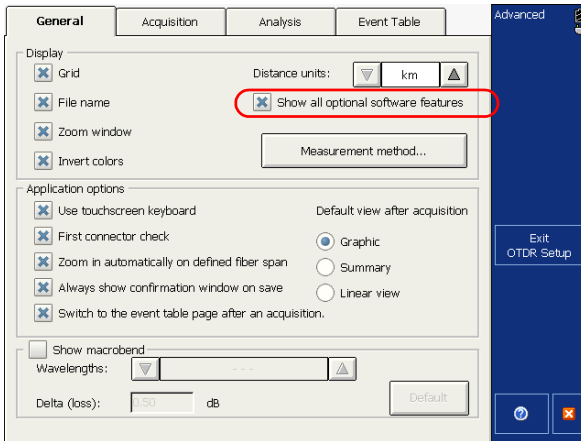 General Acquisition Analysis Event Table
Advanced
Display
Grid
Distance units: km
File name
Show all optional software features
Zoom window
Invert colors
Measurement method...
Application options
Use touchscreen keyboard
Default view after acquisition
First connector check
Graphic
Zoom in automatically on defined fiber span
Summary
Always show confirmation window on save
Linear view
Switch to the event table page after an acquisition.
Exit
OTDR Setup
Show macrobend
Wavelengths: ---
Delta (loss): 0.50 dB
Default